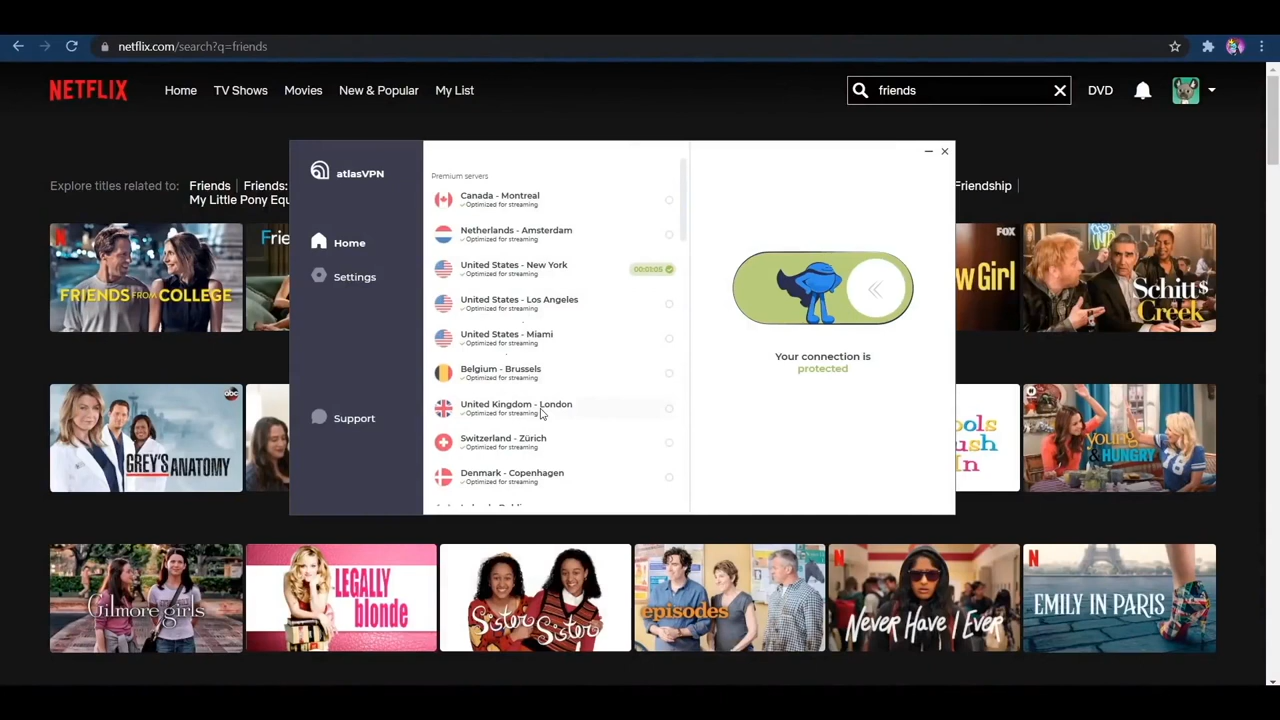 netflix.com/search?q=friends
NETFLIX
Home
TV Shows
Movies
New & Popular
My List
friends
DVD
Explore titles related to:
Friends
Friends:
My Little Pony Equ
Friendship
atlasVPN
Home
Settings
Support
Premium servers
Canada - Montreal
Optimized for streaming
Netherlands - Amsterdam
Optimized for streaming
United States - New York
Optimized for streaming
00:01:05
United States - Los Angeles
Optimized for streaming
United States - Miami
Optimized for streaming
Belgium - Brussels
Optimized for streaming
United Kingdom - London
Optimized for streaming
Switzerland - Zürich
Optimized for streaming
Denmark - Copenhagen
Optimized for streaming
Your connection is
protected
FRIENDS FROM COLLEGE
Frie
FOX
w Girl
Schitt$
Creek
abc
GREY'S ANATOMY
ols
ush
In
young
& HUNGRY
Gilmore girls
LEGALLY
blonde
Sister Sister
episodes
NEVER HAVE I EVER
EMILY IN PARIS